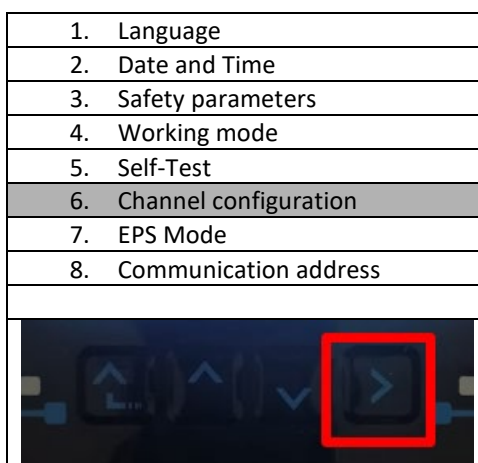 1. Language
2. Date and Time
3. Safety parameters
4. Working mode
5. Self-Test
6. Channel configuration
7. EPS Mode
8. Communication address